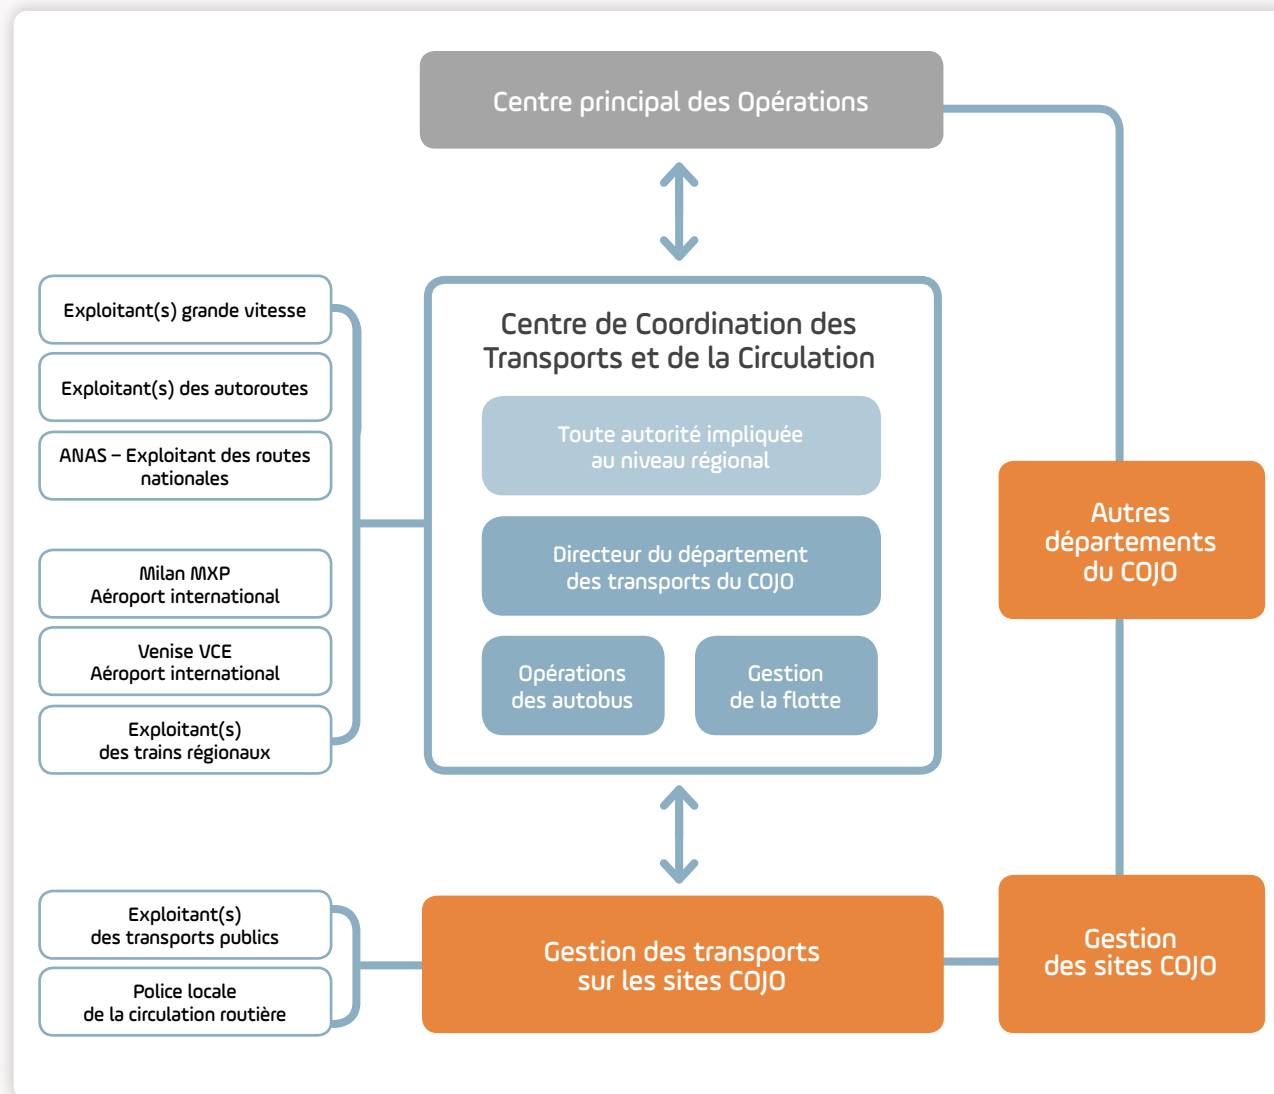 Centre principal des Opérations
Exploitant(s) grande vitesse
Exploitant(s) des autoroutes
ANAS – Exploitant des routes
nationales
Milan MXP
Aéroport international
Venise VCE
Aéroport international
Exploitant(s)
des trains régionaux
Centre de Coordination des
Transports et de la Circulation
Toute autorité impliquée
au niveau régional
Directeur du département
des transports du COJO
Opérations
des autobus
Gestion
de la flotte
Autres
départements
du COJO
Exploitant(s)
des transports publics
Police locale
de la circulation routière
Gestion des transports
sur les sites COJO
Gestion
des sites COJO